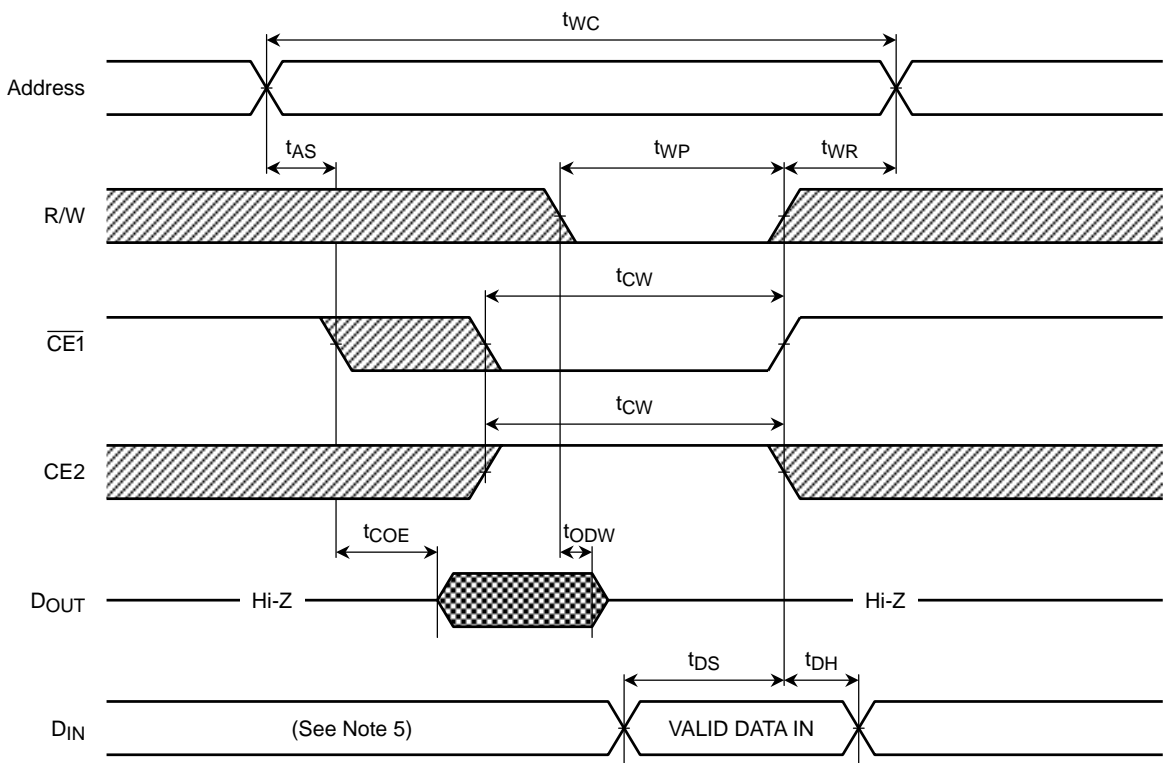 tWC
Address
tAS
tWP
tWR
R/W
tCW
CE1
tCW
CE2
tCOE
tODW
DOUT
Hi-Z
Hi-Z
tDS
tDH
DIN
(See Note 5)
VALID DATA IN